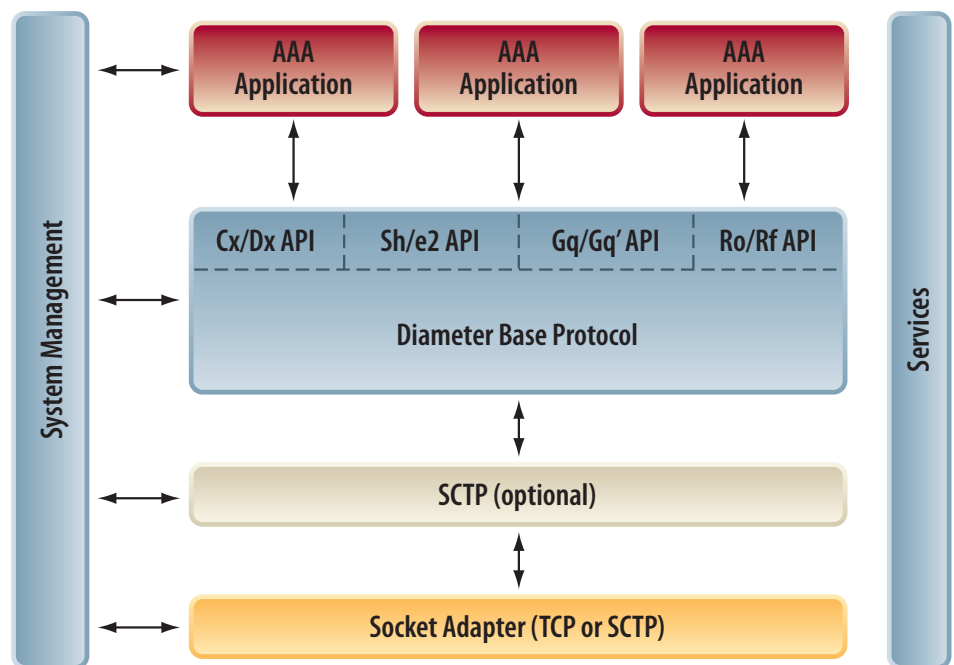 System Management
AAA
Application
AAA
Application
AAA
Application
Cx/Dx API
Sh/e2 API
Gq/Gq’ API
Ro/Rf API
Diameter Base Protocol
SCTP (optional)
Socket Adapter (TCP or SCTP)
Services